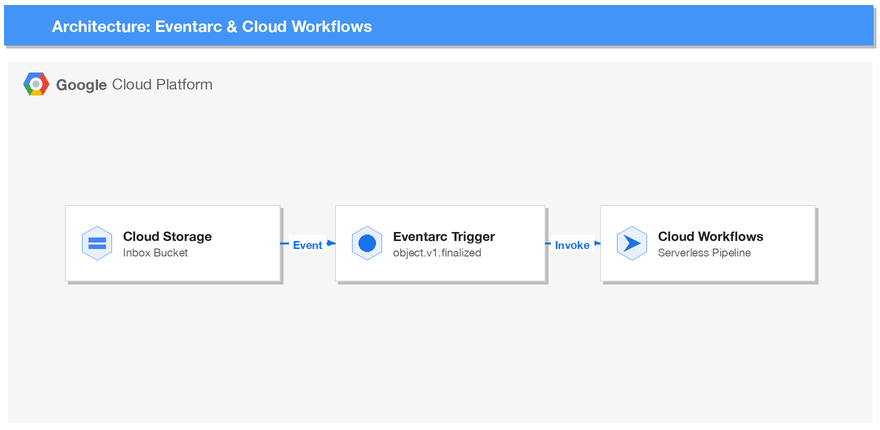 Architecture: Eventarc & Cloud Workflows
Google Cloud Platform
Cloud Storage
Inbox Bucket
Event
Eventarc Trigger
object.v1.finalized
Invoke
Cloud Workflows
Serverless Pipeline